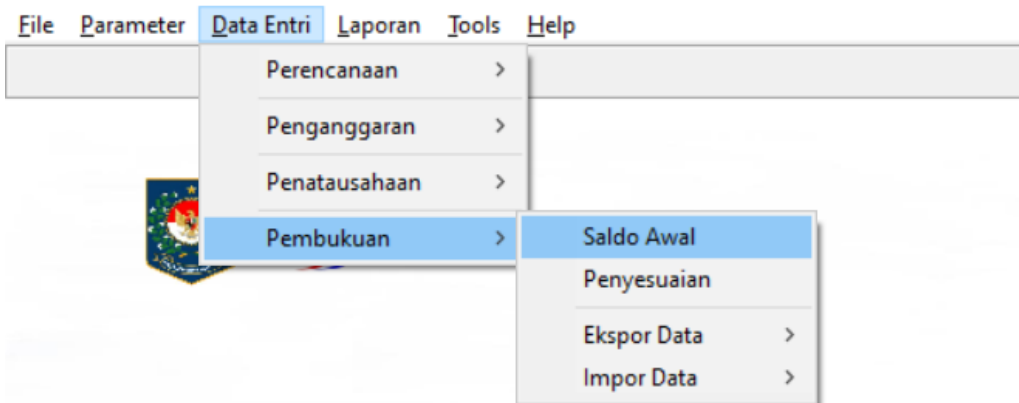 File Parameter Data Entri Laporan Tools Help
Perencanaan
Penganggaran
Penatausahaan
Pembukuan
Saldo Awal
Penyesuaian
Ekspor Data
Impor Data